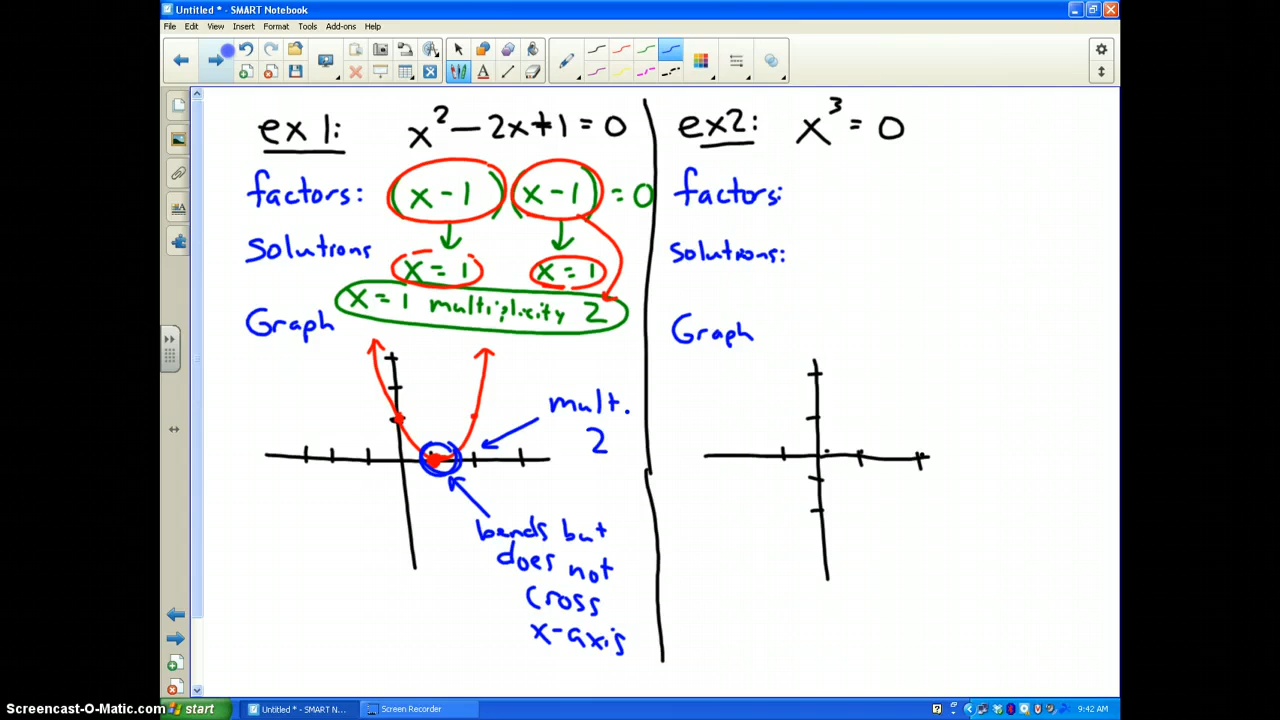 Untitled * - SMART Notebook
File Edit View Insert Format Tools Add-ons Help
ex 1: x² - 2x + 1 = 0
factors: (x - 1) (x - 1) = 0
Solutions x = 1 x = 1
x = 1 multiplicity 2
Graph
mult.
2
bends but
does not
cross
x-axis
ex2: x³ = 0
factors:
solutions:
Graph
Screencast-O-Matic.com
start
Untitled * - SMART N...
Screen Recorder
9:42 AM